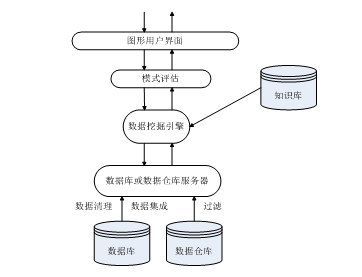 图形用户界面
模式评估
知识库
数据挖掘引擎
数据库或数据仓库服务器
数据清理 数据集成 过滤
数据库 数据仓库